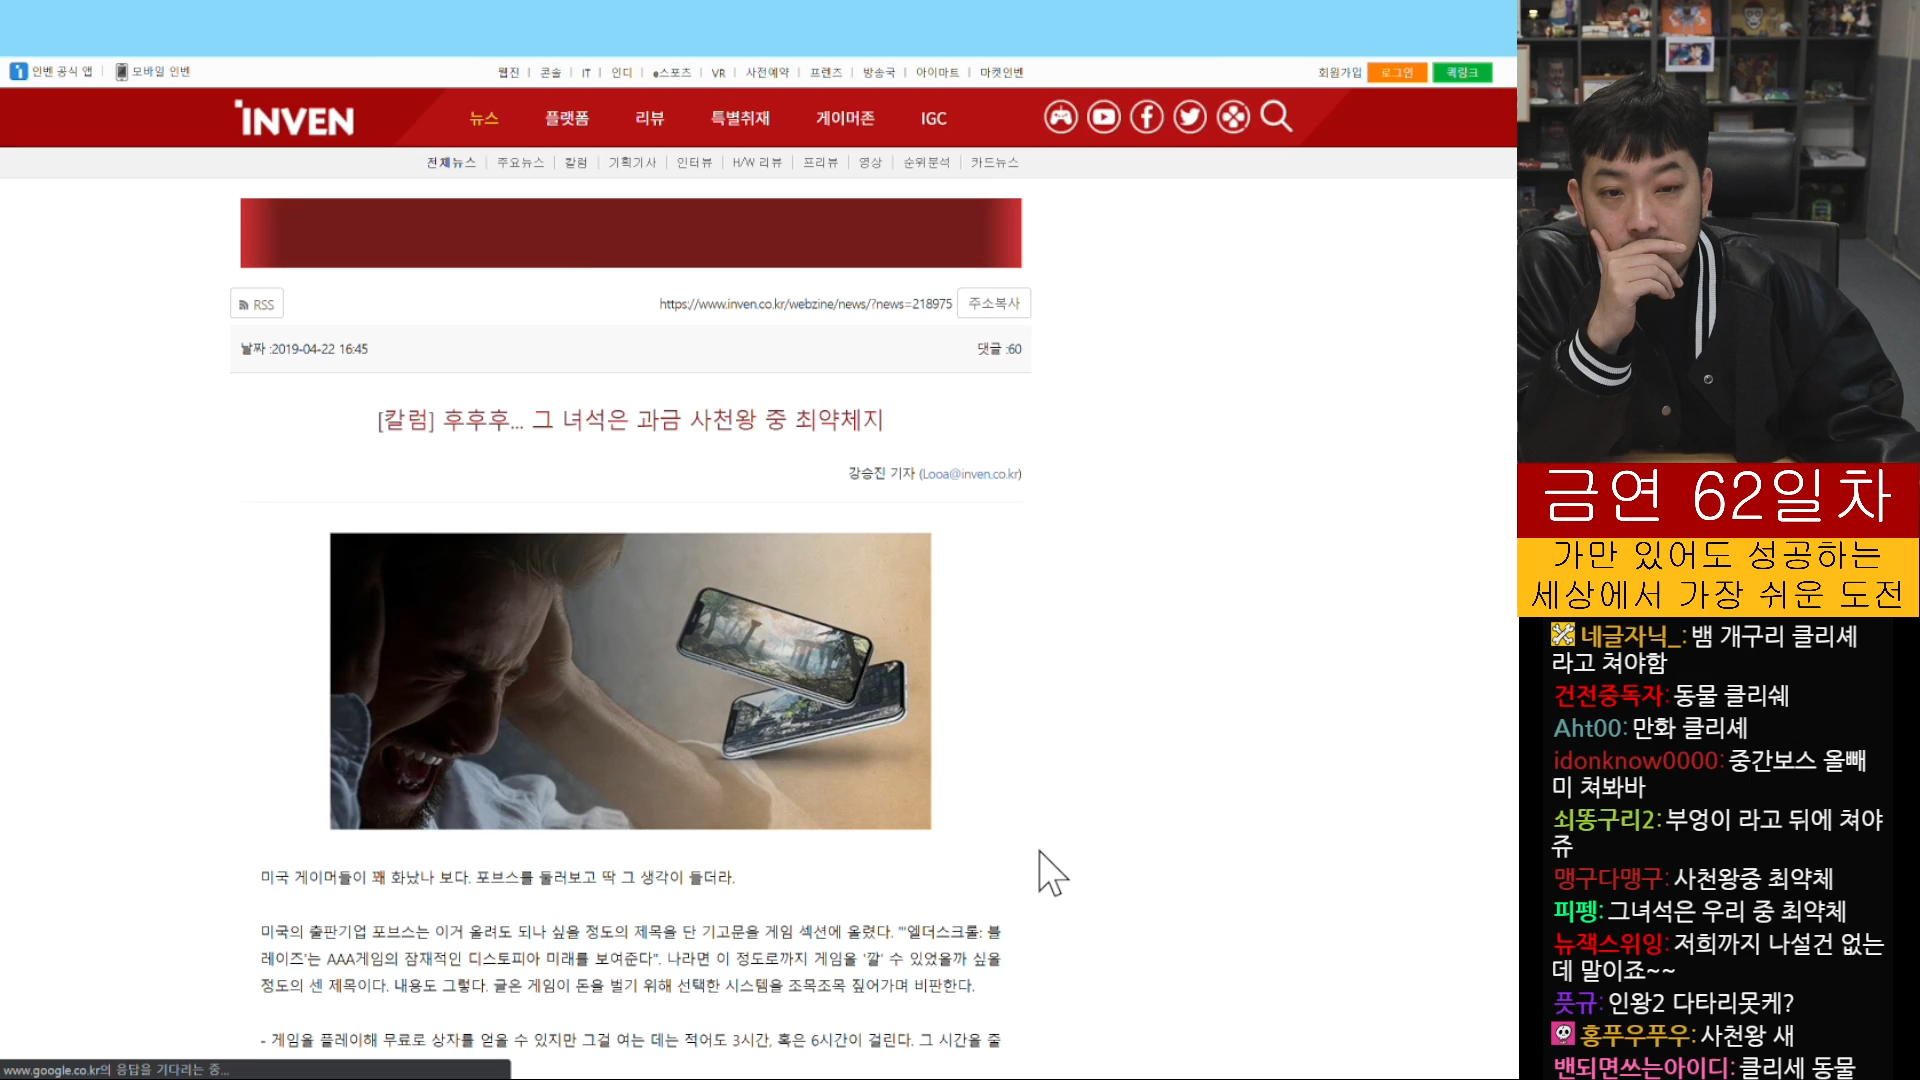 인벤 공식 앱
모바일 인벤
웹진 | 콘솔 | IT | 인디 | e스포츠 | VR | 사전예약 | 프렌즈 | 방송국 | 아이마트 | 마켓인벤
회원가입
로그인
퀵링크
INVEN
뉴스
플랫폼
리뷰
특별취재
게이머존
IGC
전체뉴스 | 주요뉴스 | 칼럼 | 기획기사 | 인터뷰 | H/W 리뷰 | 프리뷰 | 영상 | 순위분석 | 카드뉴스
RSS
https://www.inven.co.kr/webzine/news/?news=218975
주소복사
날짜 :2019-04-22 16:45
댓글 :60
[칼럼] 후후후... 그 녀석은 과금 사천왕 중 최약체지
강승진 기자 (Looa@inven.co.kr)
미국 게이머들이 꽤 화났나 보다. 포브스를 둘러보고 딱 그 생각이 들더라.
미국의 출판기업 포브스는 이거 올려도 되나 싶을 정도의 제목을 단 기고문을 게임 섹션에 올렸다. "'엘더스크롤: 블
레이즈'는 AAA게임의 잠재적인 디스토피아 미래를 보여준다". 나라면 이 정도로까지 게임을 '깔' 수 있었을까 싶을
정도의 센 제목이다. 내용도 그렇다. 글은 게임이 돈을 벌기 위해 선택한 시스템을 조목조목 짚어가며 비판한다.
- 게임을 플레이해 무료로 상자를 얻을 수 있지만 그걸 여는 데는 적어도 3시간, 혹은 6시간이 걸린다. 그 시간을 줄
www.google.co.kr의 응답을 기다리는 중...
금연 62일차
가만 있어도 성공하는
세상에서 가장 쉬운 도전
네글자닉_: 뱀 개구리 클리셰
라고 쳐야함
건전중독자: 동물 클리쉐
Aht00: 만화 클리셰
idonknow0000: 중간보스 올빼
미 쳐봐바
쇠똥구리2: 부엉이 라고 뒤에 쳐야
쥬
맹구다맹구: 사천왕중 최약체
피펭: 그녀석은 우리 중 최약체
뉴잭스위잉: 저희까지 나설건 없는
데 말이죠~~
풋규: 인왕2 다타리못케?
홍푸우푸우: 사천왕 새
밴되면쓰는아이디: 클리세 동물